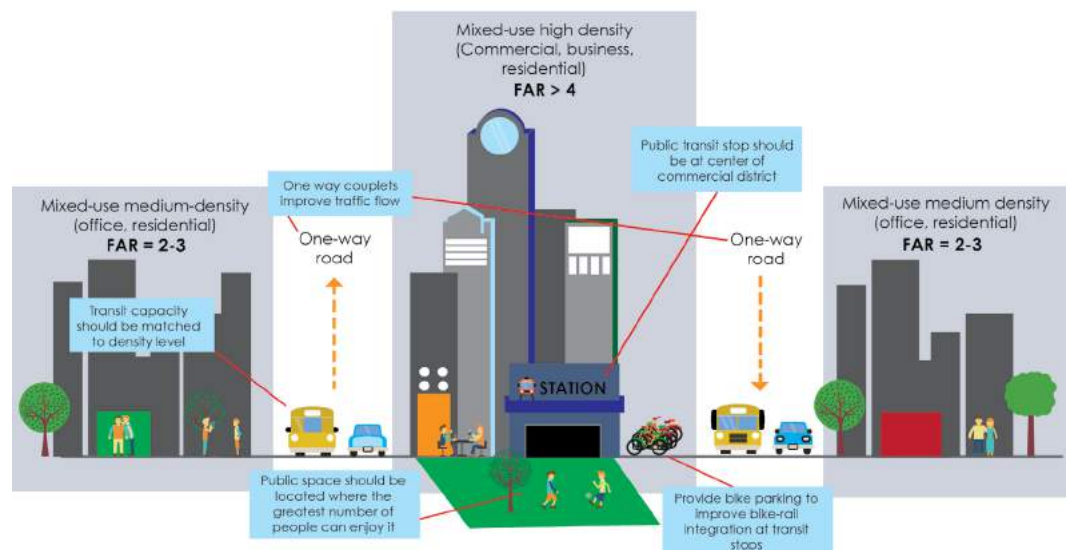 Mixed-use high density
(Commercial, business,
residential)
FAR > 4
Public transit stop should
be at center of
commercial district
One way couplets
improve traffic flow
Mixed-use medium-density
(office, residential)
FAR = 2-3
One-way
road
One-way
road
Mixed-use medium density
(office, residential)
FAR = 2-3
Transit capacity
should be matched
to density level
STATION
Public space should be
located where the
greatest number of
people can enjoy it
Provide bike parking to
improve bike-rail
integration at transit
stops